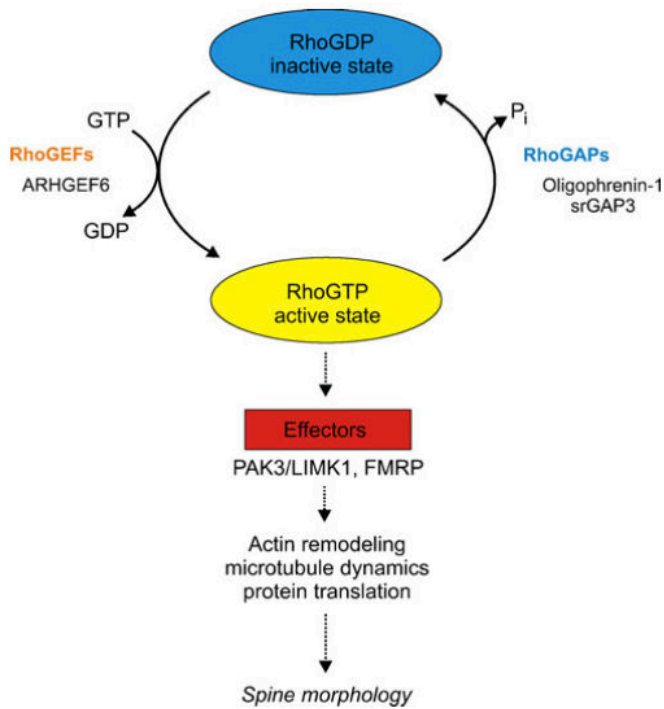 RhoGDP
inactive state
GTP
RhoGEFs
ARHGEF6
GDP
Pi
RhoGAPs
Oligophrenin-1
srGAP3
RhoGTP
active state
Effectors
PAK3/LIMK1, FMRP
Actin remodeling
microtubule dynamics
protein translation
Spine morphology